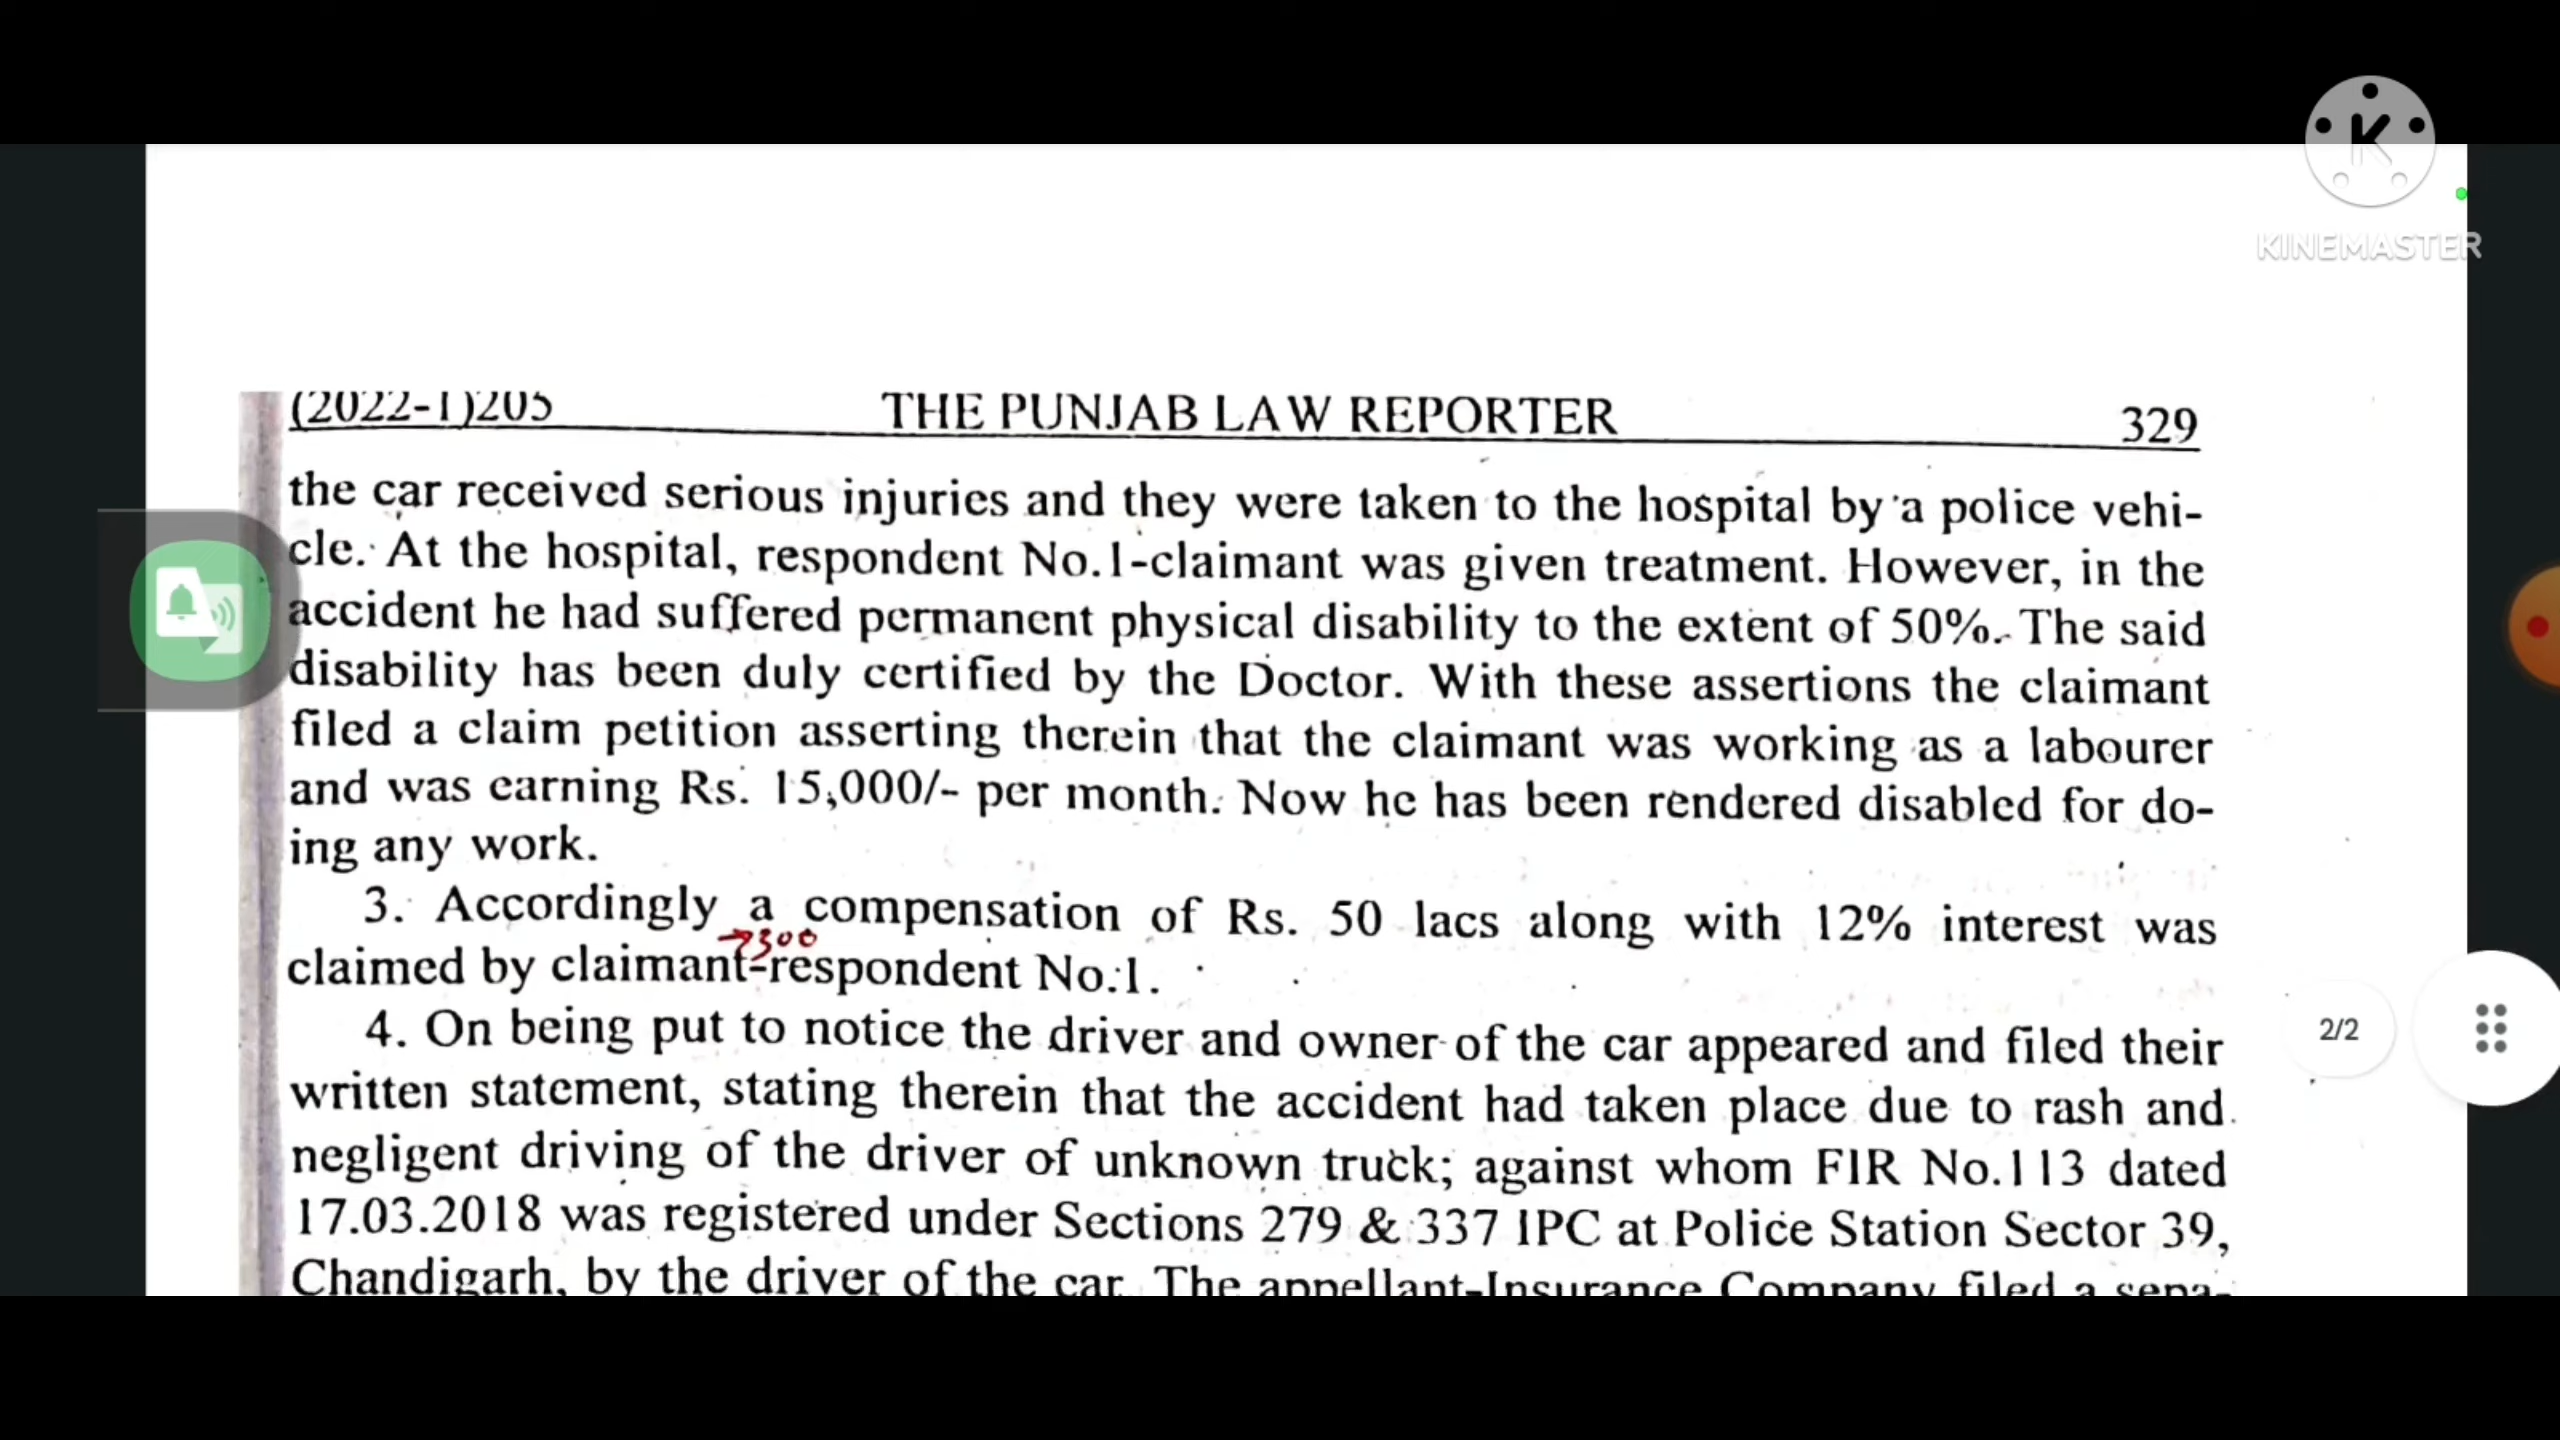 KINEMASTER
(2022-1)205 THE PUNJAB LAW REPORTER 329
the car received serious injuries and they were taken to the hospital by a police vehi-
cle. At the hospital, respondent No.1-claimant was given treatment. However, in the
accident he had suffered permanent physical disability to the extent of 50%. The said
disability has been duly certified by the Doctor. With these assertions the claimant
filed a claim petition asserting therein that the claimant was working as a labourer
and was earning Rs. 15,000/- per month. Now he has been rendered disabled for do-
ing any work.
3. Accordingly a compensation of Rs. 50 lacs along with 12% interest was
→300
claimed by claimant-respondent No.1.
4. On being put to notice the driver and owner of the car appeared and filed their
written statement, stating therein that the accident had taken place due to rash and
negligent driving of the driver of unknown truck; against whom FIR No.113 dated
17.03.2018 was registered under Sections 279 & 337 IPC at Police Station Sector 39,
Chandigarh, by the driver of the car. The appellant-Insurance Company filed a sepa-
2/2